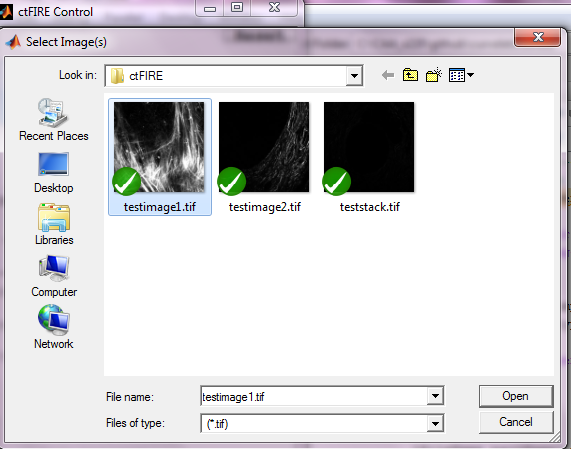 ctFIRE Control
Select Image(s)
Look in: ctFIRE
Recent Places
Desktop
Libraries
Computer
Network
testimage1.tif testimage2.tif teststack.tif
File name: testimage1.tif Open
Files of type: (*.tif) Cancel